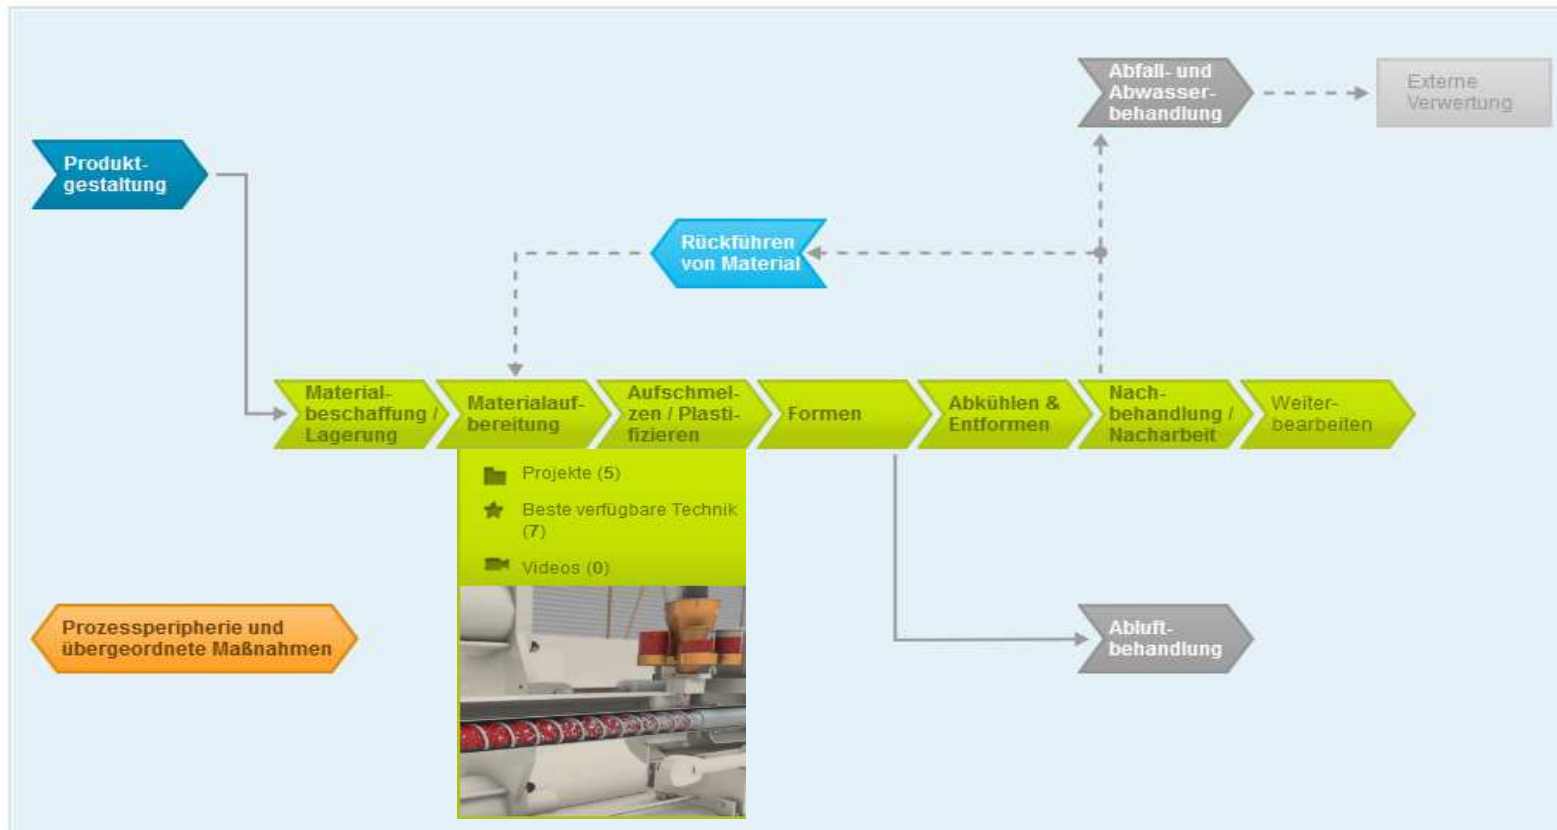 Abfall- und
Abwasser-
behandlung
Externe
Verwertung
Produkt-
gestaltung
Rückführen
von Material
Material-
beschaffung /
Lagerung
Materialauf-
bereitung
Aufschmel-
zen / Plasti-
fizieren
Formen
Abkühlen &
Entformen
Nach-
behandlung /
Nacharbeit
Weiter-
bearbeiten
Projekte (5)
Beste verfügbare Technik
(7)
Videos (0)
Prozessperipherie und
übergeordnete Maßnahmen
Abluft-
behandlung